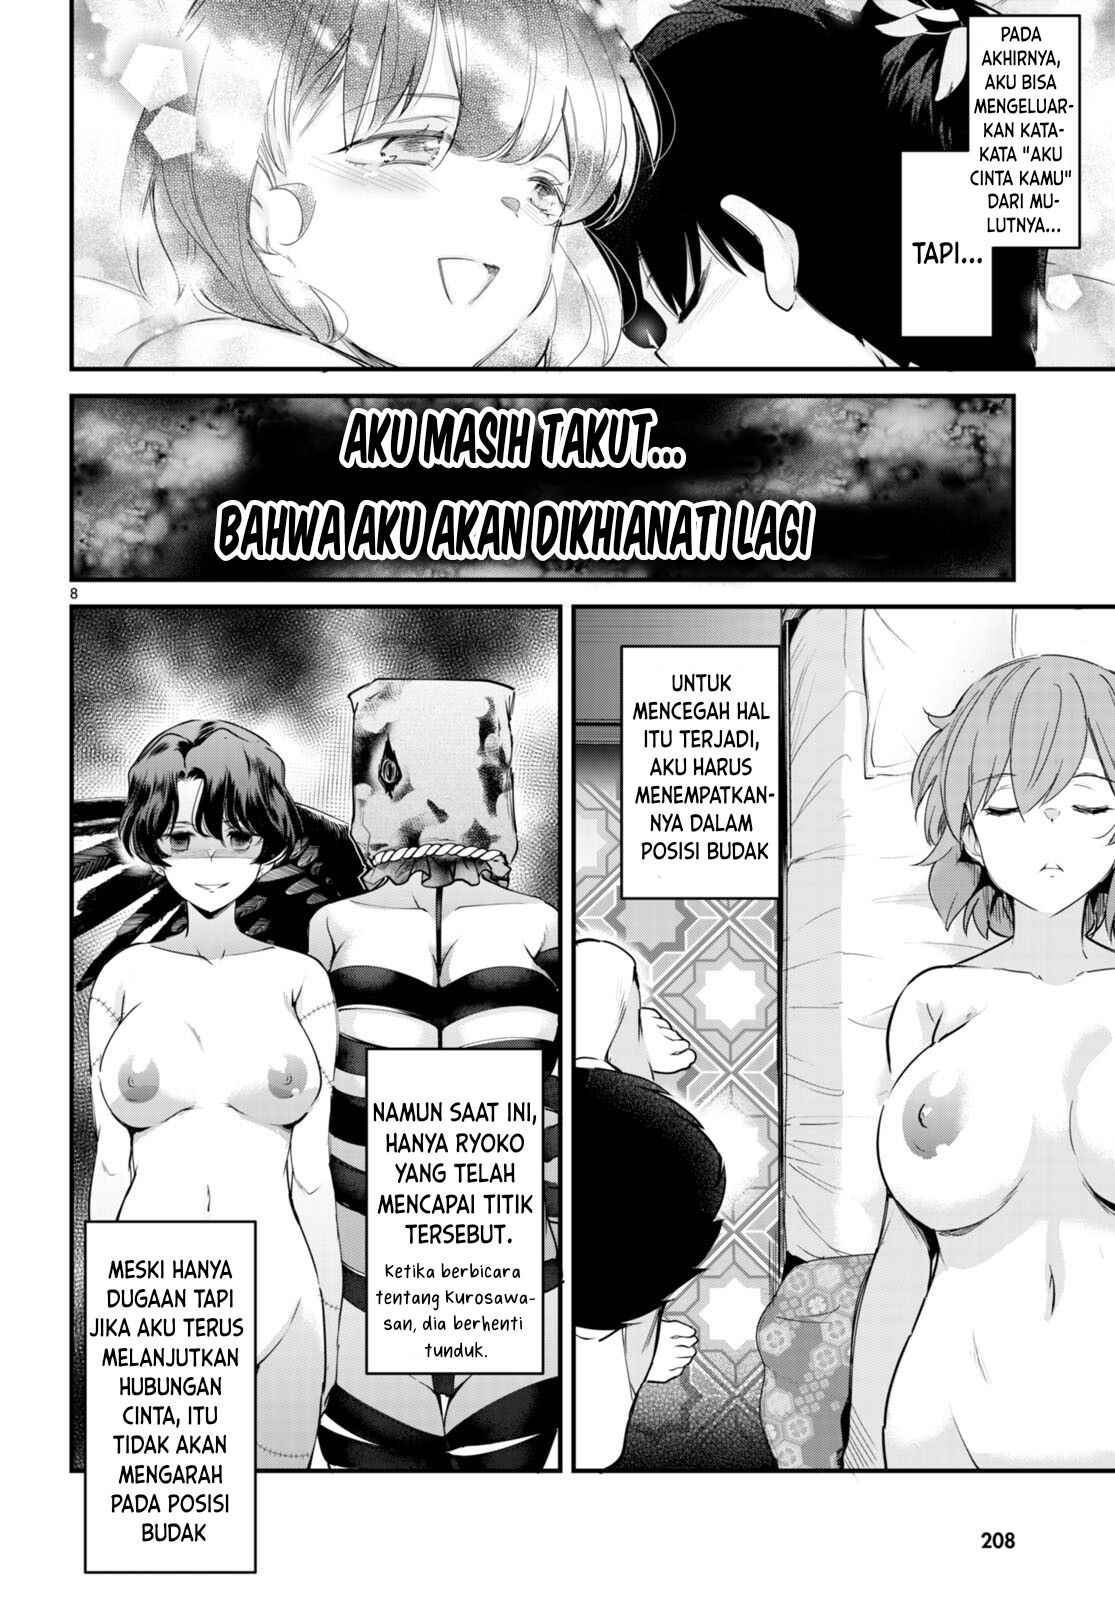 PADA
AKHIRNYA,
AKU BISA
MENGELUAR-
KAN KATA-
KATA "AKU
CINTA KAMU"
DARI MU-
LUTNYA...
TAPI...
AKU MASIH TAKUT...
BAHWA AKU AKAN DIKHIANATI LAGI
8
UNTUK
MENCEGAH HAL
ITU TERJADI,
AKU HARUS
MENEMPATKAN-
NYA DALAM
POSISI BUDAK
NAMUN SAAT INI,
HANYA RYOKO
YANG TELAH
MENCAPAI TITIK
TERSEBUT.
Ketika berbicara
tentang Kurosawa-
san, dia berhenti
tunduk.
MESKI HANYA
DUGAAN TAPI
JIKA AKU TERUS
MELANJUTKAN
HUBUNGAN
CINTA, ITU
TIDAK AKAN
MENGARAH
PADA POSISI
BUDAK
208